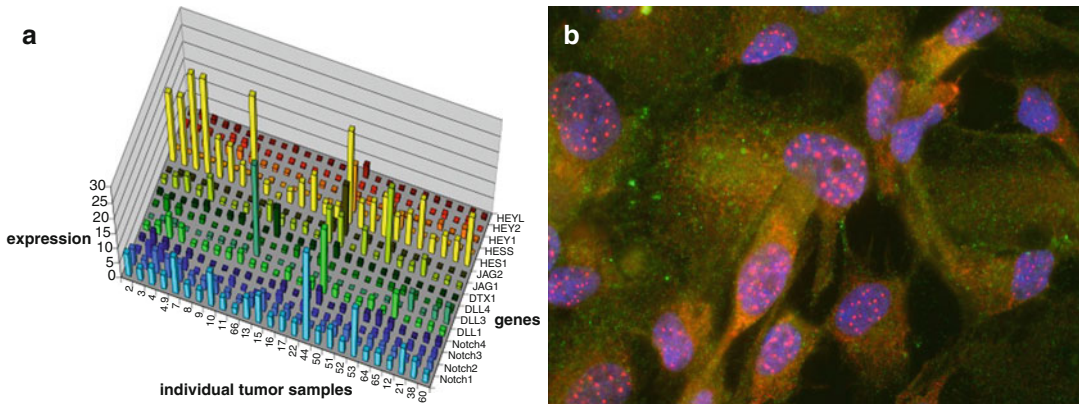 a
b
30
25
20
15
10
5
0
expression
HEYL
HEY2
HEY1
HESS
HES1
JAG2
JAG1
DTX1
DLL4
DLL3
DLL1
Notch4
Notch3
Notch2
Notch1
genes
2.
3.
4.
4.9
7.
8.
9.
10.
11
66
13
15
16
17
22
44
50
51
52
53
64
65
12
21
38
60
individual tumor samples